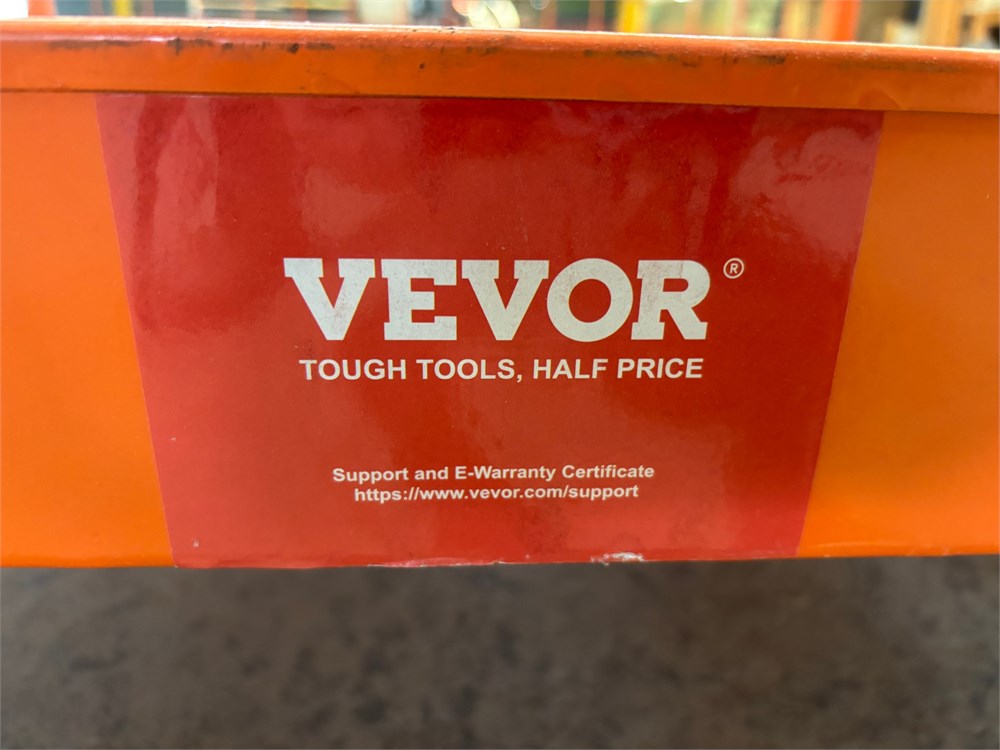 VEVOR®
TOUGH TOOLS, HALF PRICE
Support and E-Warranty Certificate
https://www.vevor.com/support